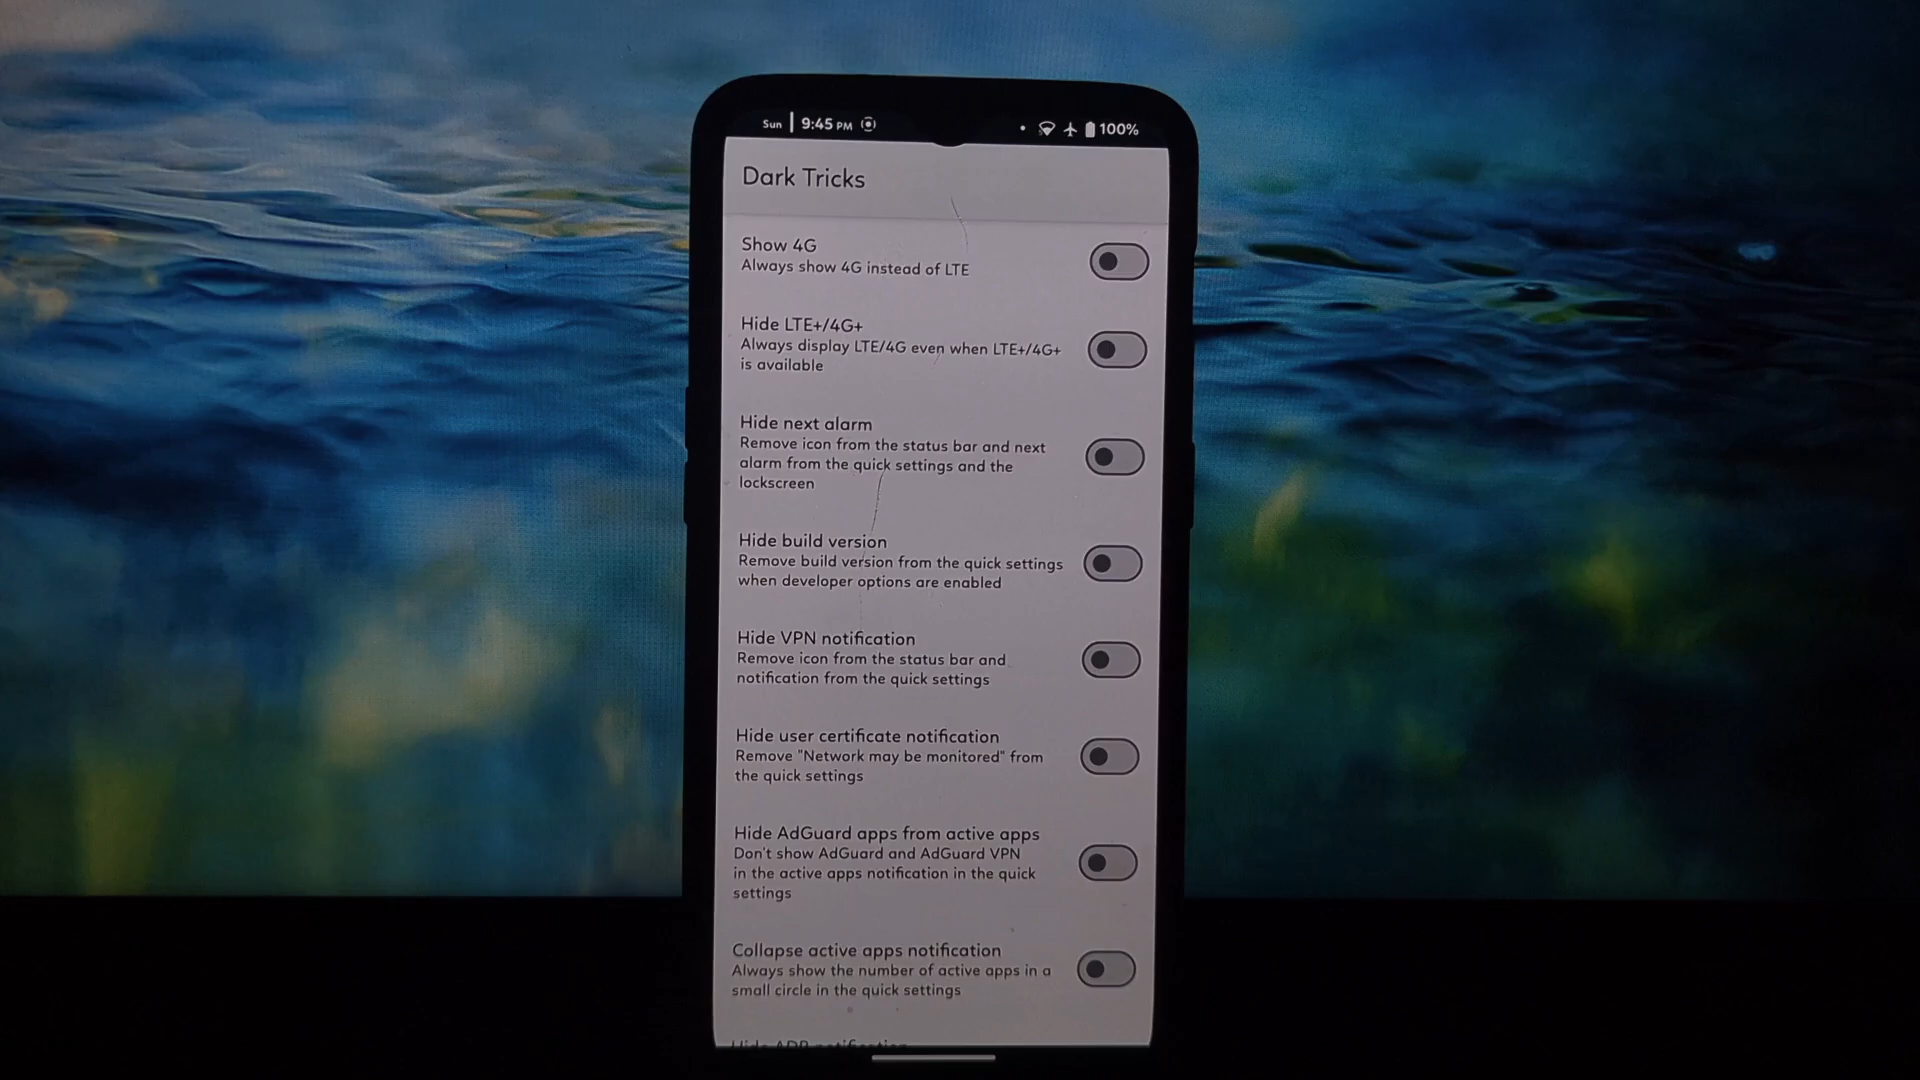 Sun 9:45 PM 100%
Dark Tricks
Show 4G
Always show 4G instead of LTE
Hide LTE+/4G+
Always display LTE/4G even when LTE+/4G+
is available
Hide next alarm
Remove icon from the status bar and next
alarm from the quick settings and the
lockscreen
Hide build version
Remove build version from the quick settings
when developer options are enabled
Hide VPN notification
Remove icon from the status bar and
notification from the quick settings
Hide user certificate notification
Remove "Network may be monitored" from
the quick settings
Hide AdGuard apps from active apps
Don't show AdGuard and AdGuard VPN
in the active apps notification in the quick
settings
Collapse active apps notification
Always show the number of active apps in a
small circle in the quick settings
Hide ADB notification